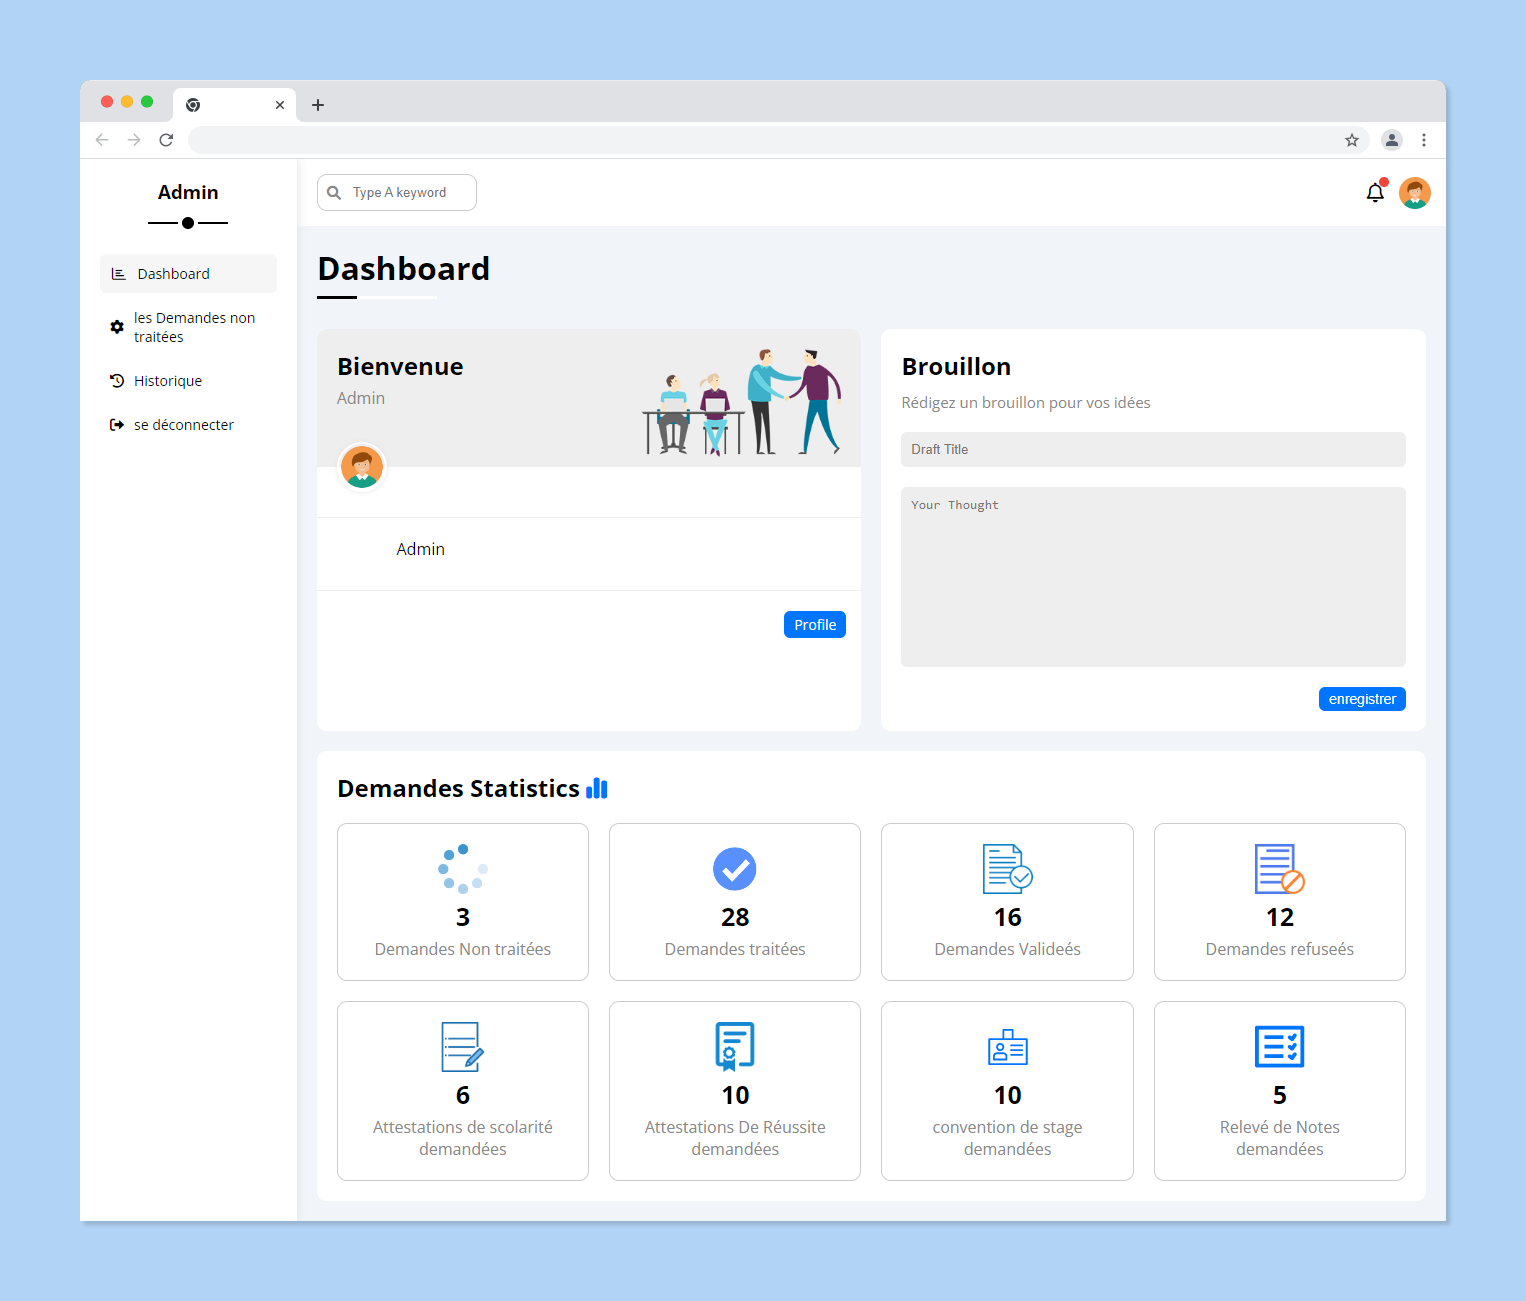 Admin
Type A keyword
Dashboard
les Demandes non
traitées
Historique
se déconnecter
Dashboard
Bienvenue
Admin
Admin
Profile
Brouillon
Rédigez un brouillon pour vos idées
Draft Title
Your Thought
enregistrer
Demandes Statistics
3
Demandes Non traitées
28
Demandes traitées
16
Demandes Valideés
12
Demandes refuseés
6
Attestations de scolarité
demandées
10
Attestations De Réussite
demandées
10
convention de stage
demandées
5
Relevé de Notes
demandées